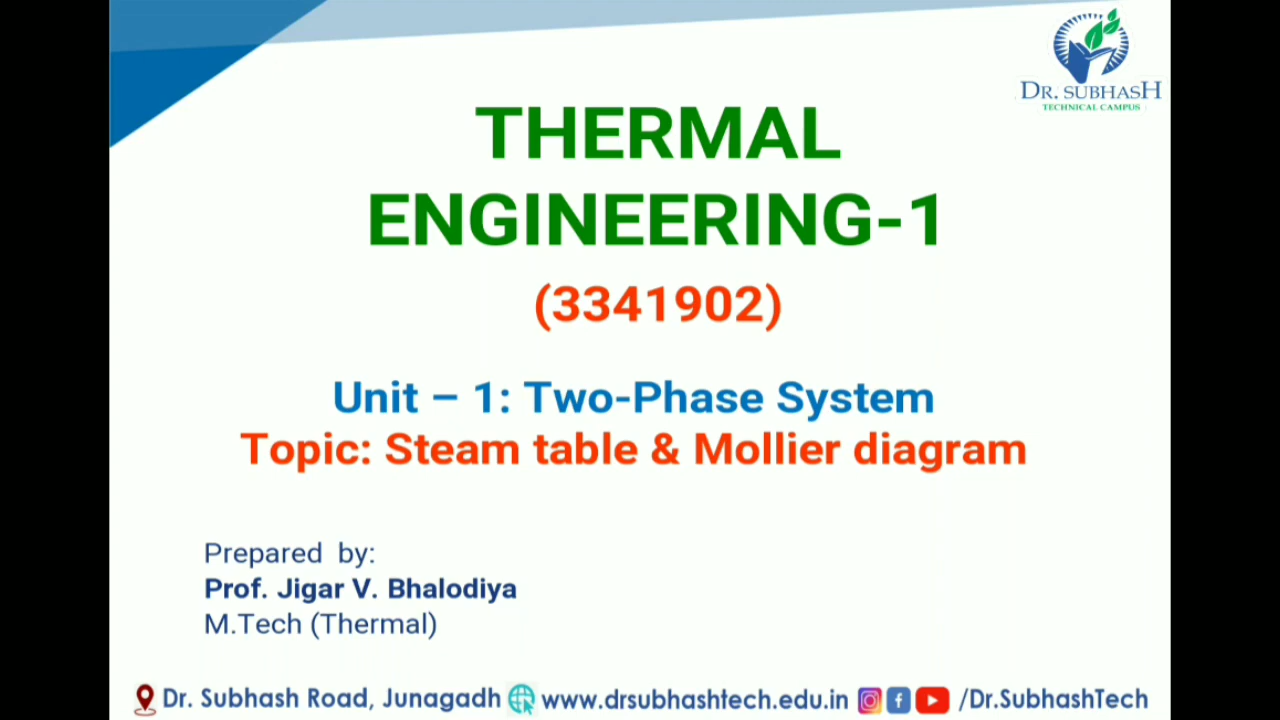 DR. SUBHASH
TECHNICAL CAMPUS
THERMAL
ENGINEERING-1
(3341902)
Unit – 1: Two-Phase System
Topic: Steam table & Mollier diagram
Prepared by:
Prof. Jigar V. Bhalodiya
M.Tech (Thermal)
Dr. Subhash Road, Junagadh www.drsubhashtech.edu.in /Dr.SubhashTech